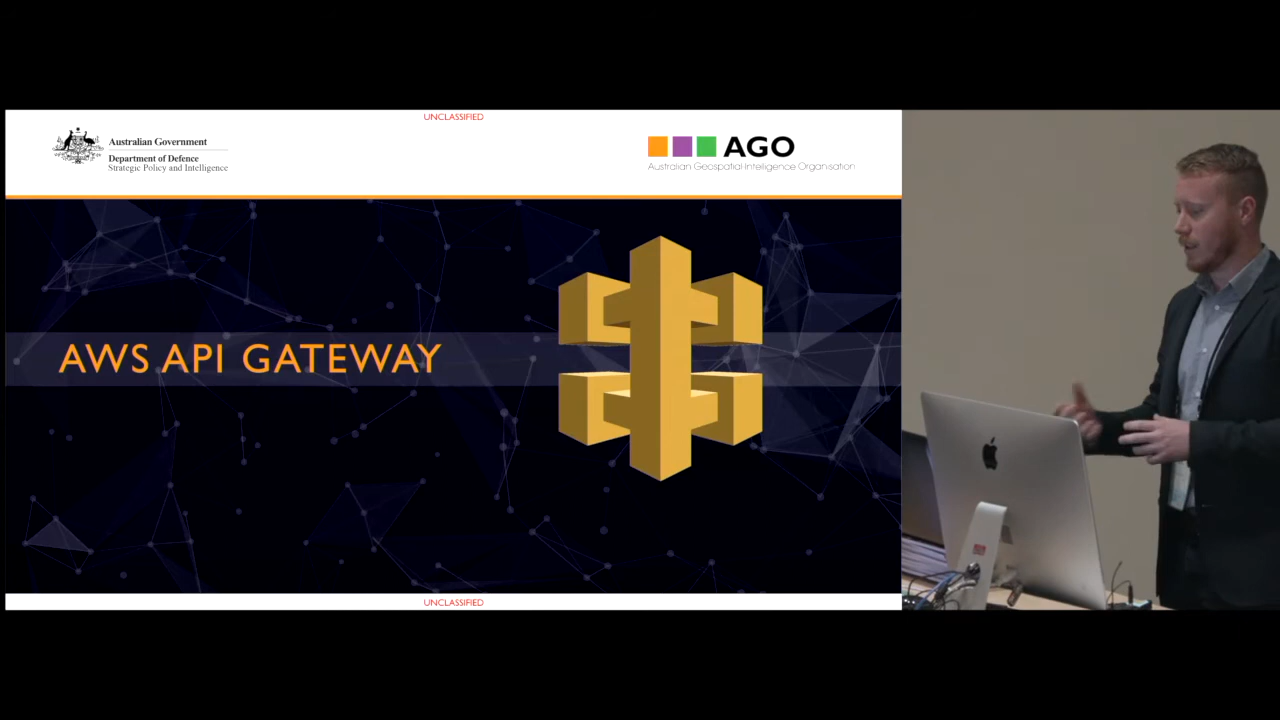 UNCLASSIFIED
Australian Government
Department of Defence
Strategic Policy and Intelligence
AGO
Australian Geospatial Intelligence Organisation
AWS API GATEWAY
UNCLASSIFIED